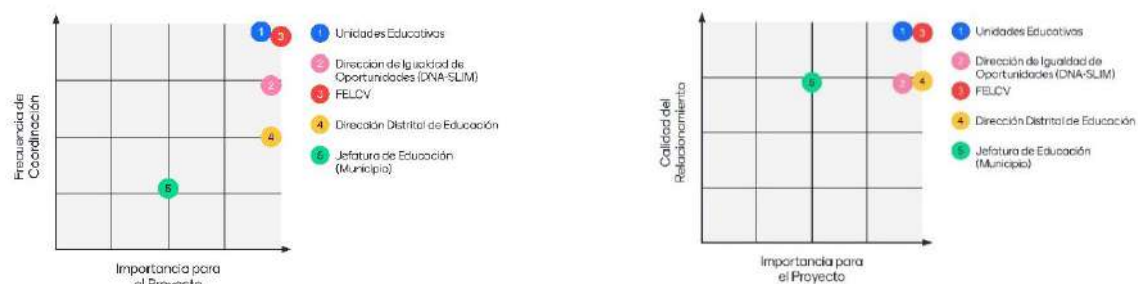 Frecuencia de
Coordinación
1
3
2
4
5
Importancia para
el Proyecto
1 Unidades Educativas
2 Dirección de Igualdad de
Oportunidades (DNA-SLIM)
3 FELCV
4 Dirección Distrital de Educación
5 Jefatura de Educación
(Municipio)
Calidad del
Relacionamiento
1
3
5
2
4
Importancia para
el Proyecto
1 Unidades Educativas
2 Dirección de Igualdad de
Oportunidades (DNA-SLIM)
3 FELCV
4 Dirección Distrital de Educación
5 Jefatura de Educación
(Municipio)